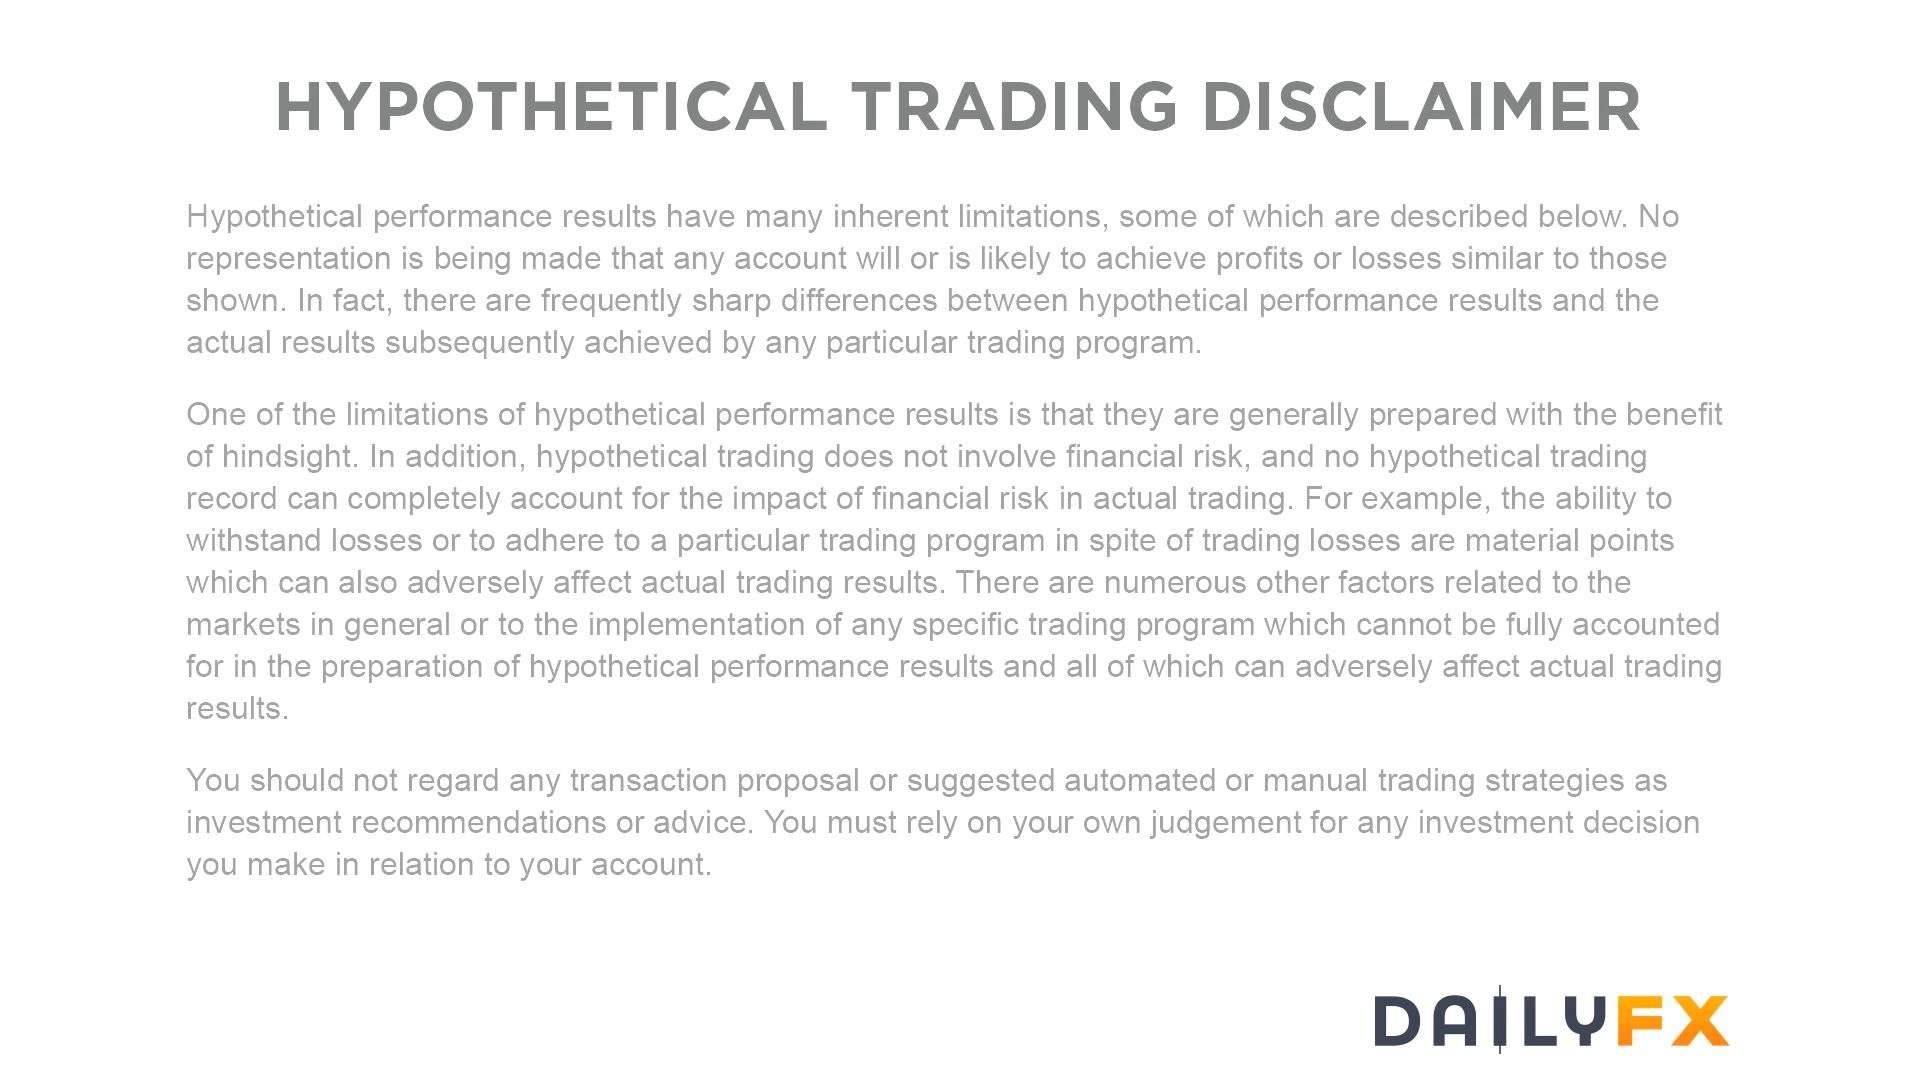 HYPOTHETICAL TRADING DISCLAIMER
Hypothetical performance results have many inherent limitations, some of which are described below. No
representation is being made that any account will or is likely to achieve profits or losses similar to those
shown. In fact, there are frequently sharp differences between hypothetical performance results and the
actual results subsequently achieved by any particular trading program.
One of the limitations of hypothetical performance results is that they are generally prepared with the benefit
of hindsight. In addition, hypothetical trading does not involve financial risk, and no hypothetical trading
record can completely account for the impact of financial risk in actual trading. For example, the ability to
withstand losses or to adhere to a particular trading program in spite of trading losses are material points
which can also adversely affect actual trading results. There are numerous other factors related to the
markets in general or to the implementation of any specific trading program which cannot be fully accounted
for in the preparation of hypothetical performance results and all of which can adversely affect actual trading
results.
You should not regard any transaction proposal or suggested automated or manual trading strategies as
investment recommendations or advice. You must rely on your own judgement for any investment decision
you make in relation to your account.
DAILYFX